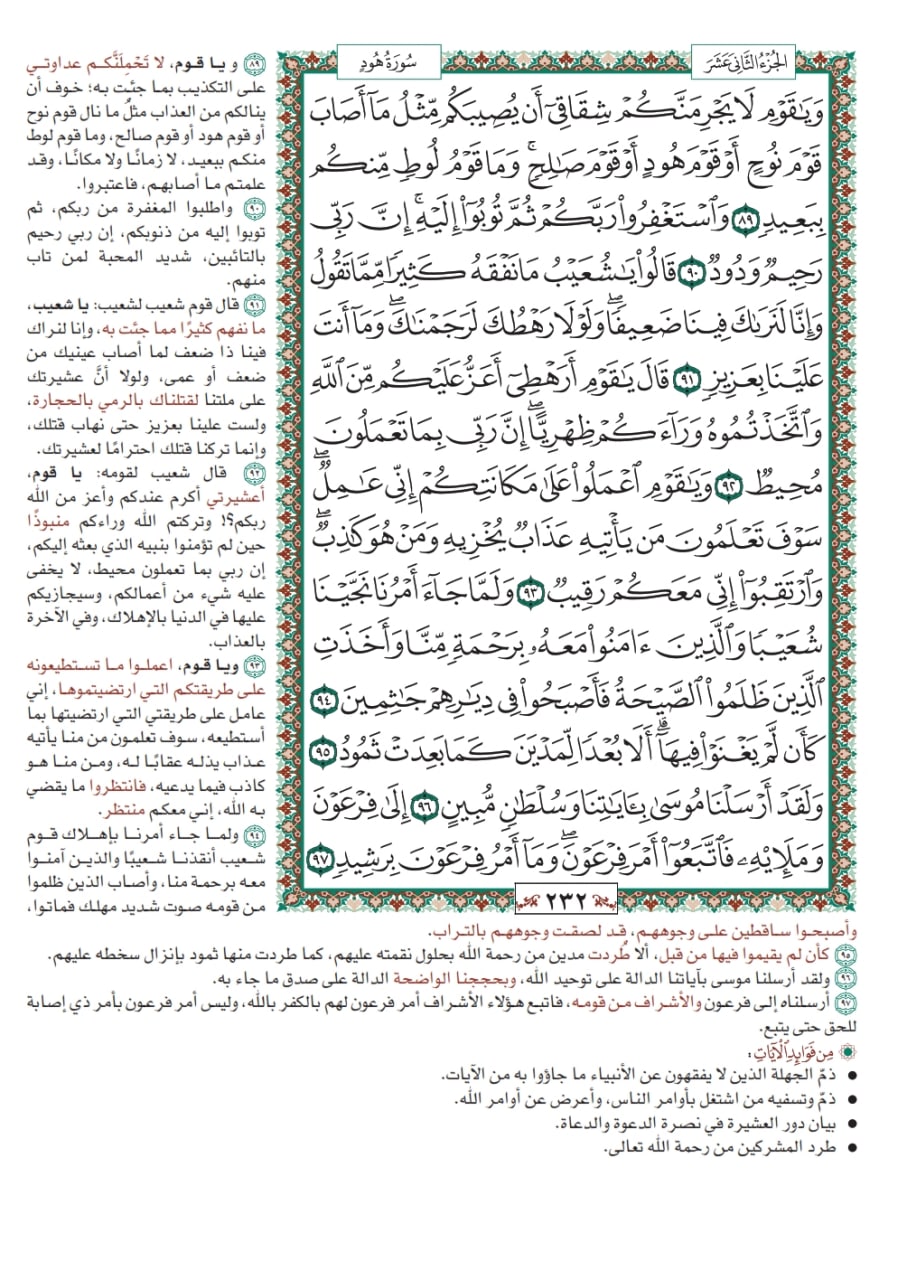 الجُزْءُ الثَّانِي عَشَرَ
سُورَةُ هُودٍ
وَيَٰقَوْمِ لَا يَجْرِمَنَّكُمْ شِقَاقِىٓ أَن يُصِيبَكُم مِّثْلُ مَآ أَصَابَ
قَوْمَ نُوحٍ أَوْ قَوْمَ هُودٍ أَوْ قَوْمَ صَٰلِحٍ ۚ وَمَا قَوْمُ لُوطٍ مِّنكُم
بِبَعِيدٍ ٨٩ وَٱسْتَغْفِرُوا۟ رَبَّكُمْ ثُمَّ تُوبُوٓا۟ إِلَيْهِ ۚ إِنَّ رَبِّى
رَحِيمٌ وَدُودٌ ٩٠ قَالُوا۟ يَٰشُعَيْبُ مَا نَفْقَهُ كَثِيرًا مِّمَّا تَقُولُ
وَإِنَّا لَنَرَىٰكَ فِينَا ضَعِيفًا ۖ وَلَوْلَا رَهْطُكَ لَرَجَمْنَٰكَ ۖ وَمَآ أَنتَ
عَلَيْنَا بِعَزِيزٍ ٩١ قَالَ يَٰقَوْمِ أَرَهْطِىٓ أَعَزُّ عَلَيْكُم مِّنَ ٱللَّهِ
وَٱتَّخَذْتُمُوهُ وَرَآءَكُمْ ظِهْرِيًّا ۖ إِنَّ رَبِّى بِمَا تَعْمَلُونَ
مُحِيطٌ ٩٢ وَيَٰقَوْمِ ٱعْمَلُوا۟ عَلَىٰ مَكَانَتِكُمْ إِنِّى عَٰمِلٌ ۖ
سَوْفَ تَعْلَمُونَ مَن يَأْتِيهِ عَذَابٌ يُخْزِيهِ وَمَنْ هُوَ كَٰذِبٌ ۖ
وَٱرْتَقِبُوٓا۟ إِنِّى مَعَكُمْ رَقِيبٌ ٩٣ وَلَمَّا جَآءَ أَمْرُنَا نَجَّيْنَا
شُعَيْبًا وَٱلَّذِينَ ءَامَنُوا۟ مَعَهُۥ بِرَحْمَةٍ مِّنَّا وَأَخَذَتِ
ٱلَّذِينَ ظَلَمُوا۟ ٱلصَّيْحَةُ فَأَصْبَحُوا۟ فِى دِيَٰرِهِمْ جَٰثِمِينَ ٩٤
كَأَن لَّمْ يَغْنَوْا۟ فِيهَآ ۗ أَلَا بُعْدًا لِّمَدْيَنَ كَمَا بَعِدَتْ ثَمُودُ ٩٥
وَلَقَدْ أَرْسَلْنَا مُوسَىٰ بِـَٔايَٰتِنَا وَسُلْطَٰنٍ مُّبِينٍ ٩٦ إِلَىٰ فِرْعَوْنَ
وَمَلَإِيْهِۦ فَٱتَّبَعُوٓا۟ أَمْرَ فِرْعَوْنَ ۖ وَمَآ أَمْرُ فِرْعَوْنَ بِرَشِيدٍ ٩٧
٢٣٢
٨٩ ويا قوم، لا تَحْمِلَنَّكم عداوتي
على التكذيب بما جئت به؛ خوف أن
ينالكم من العذاب مثلُ ما نال قوم نوح
أو قوم هود أو قوم صالح، وما قوم لوط
منكم ببعيد، لا زمانًا ولا مكانًا، وقد
علمتم ما أصابهم، فاعتبروا.
٩٠ واطلبوا المغفرة من ربكم، ثم
توبوا إليه من ذنوبكم، إن ربي رحيم
بالتائبين، شديد المحبة لمن تاب
منهم.
٩١ قال قوم شعيب لشعيب: يا شعيب،
ما نفهم كثيرًا مما جئت به، وإنا لنراك
فينا ذا ضعف لما أصاب عينيك من
ضعف أو عمى، ولولا أنَّ عشيرتك
على ملتنا لقتلناك بالرمي بالحجارة،
ولست علينا بعزيز حتى نهاب قتلك،
وإنما تركنا قتلك احترامًا لعشيرتك.
٩٢ قال شعيب لقومه: يا قوم،
أعشيرتي أكرم عندكم وأعز من الله
ربكم؟! وتركتم الله وراءكم منبوذًا
حين لم تؤمنوا بنبيه الذي بعثه إليكم،
إن ربي بما تعملون محيط، لا يخفى
عليه شيء من أعمالكم، وسيجازيكم
عليها في الدنيا بالإهلاك، وفي الآخرة
بالعذاب.
٩٣ ويا قوم، اعملوا ما تستطيعونه
على طريقتكم التي ارتضيتموها، إني
عامل على طريقتي التي ارتضيتها بما
أستطيعه، سوف تعلمون من منا يأتيه
عذاب يذله عقابًا له، ومن منا هو
كاذب فيما يدعيه، فانتظروا ما يقضي
به الله، إني معكم منتظر.
٩٤ ولما جاء أمرنا بإهلاك قوم
شعيب أنقذنا شعيبًا والذين آمنوا
معه برحمة منا، وأصاب الذين ظلموا
من قومه صوت شديد مهلك فماتوا،
وأصبحوا ساقطين على وجوههم، قد لصقت وجوههم بالتراب.
٩٥ كأن لم يقيموا فيها من قبل، ألا طُردت مدين من رحمة الله بحلول نقمته عليهم، كما طردت منها ثمود بإنزال سخطه عليهم.
٩٦ ولقد أرسلنا موسى بآياتنا الدالة على توحيد الله، وبحججنا الواضحة الدالة على صدق ما جاء به.
٩٧ أرسلناه إلى فرعون والأشراف من قومه، فاتبع هؤلاء الأشراف أمر فرعون لهم بالكفر بالله، وليس أمر فرعون بأمر ذي إصابة
للحق حتى يتبع.
مِن فَوَائِدِ الْآيَاتِ:
• ذمّ الجهلة الذين لا يفقهون عن الأنبياء ما جاؤوا به من الآيات.
• ذمّ وتسفيه من اشتغل بأوامر الناس، وأعرض عن أوامر الله.
• بيان دور العشيرة في نصرة الدعوة والدعاة.
• طرد المشركين من رحمة الله تعالى.